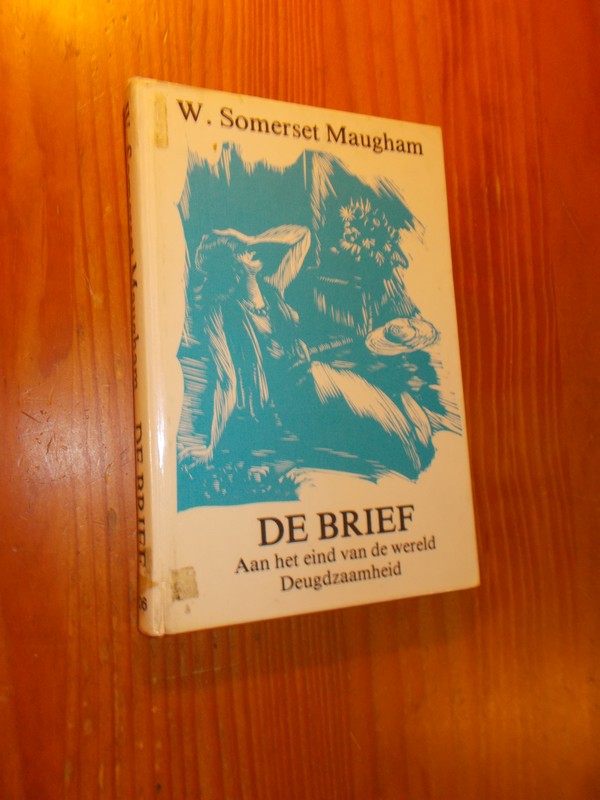 W. Somerset Maugham
DE BRIEF
Aan het eind van de wereld
Deugdzaamheid
W. Somerset Maugham DE BRIEF